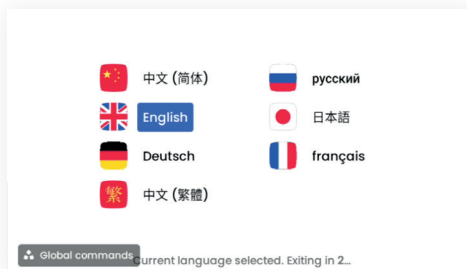 中文 (简体)
русский
English
日本語
Deutsch
français
繁
中文 (繁體)
Global commands
Current language selected. Exiting in 2...